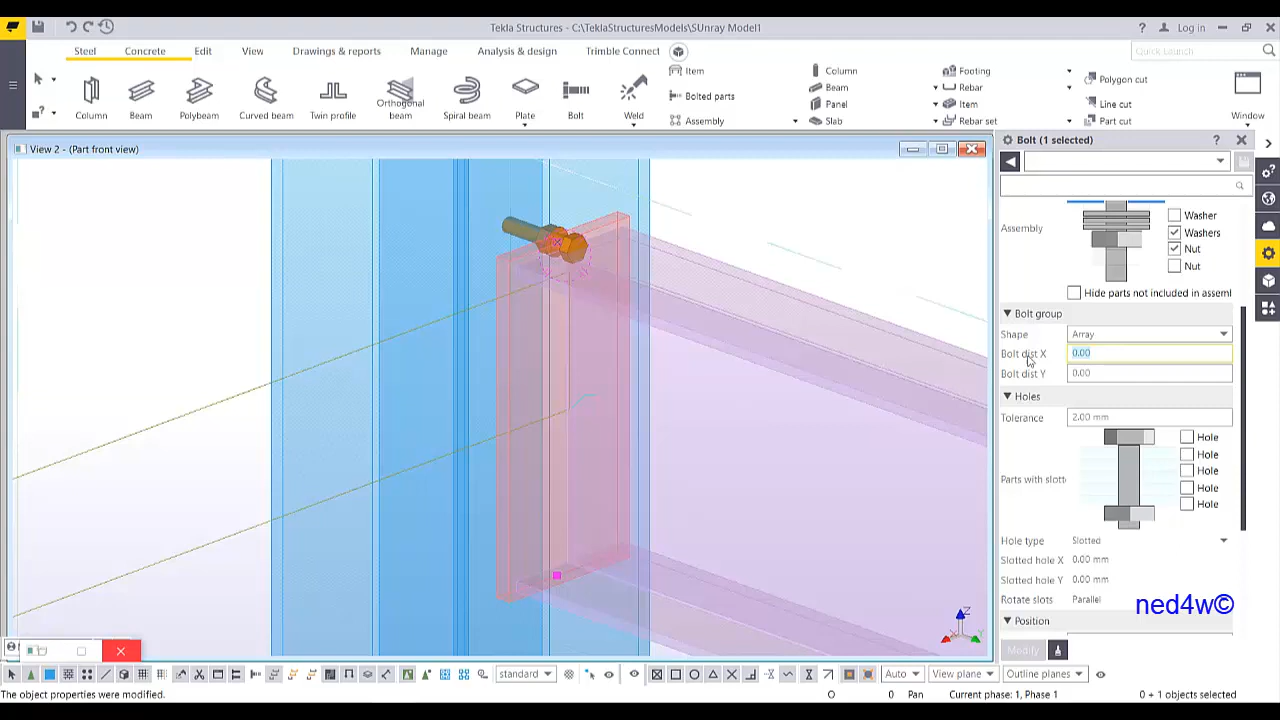 Tekla Structures - C:\TeklaStructuresModels\SUnray Model1
? Log in
Steel Concrete Edit View Drawings & reports Manage Analysis & design Trimble Connect
Quick Launch
Column Beam Polybeam Curved beam Twin profile Orthogonal beam Spiral beam Plate Bolt Weld
Item
Bolted parts
Assembly
Column
Beam
Panel
Slab
Footing
Rebar
Item
Rebar set
Polygon cut
Line cut
Part cut
Window
View 2 - (Part front view)
Bolt (1 selected)
?
Assembly
Washer
Washers
Nut
Nut
Hide parts not included in asseml
Bolt group
Shape Array
Bolt dist X 0.00
Bolt dist Y 0.00
Holes
Tolerance 2.00 mm
Parts with slott
Hole
Hole
Hole
Hole
Hole
Hole type Slotted
Slotted hole X 0.00 mm
Slotted hole Y 0.00 mm
Rotate slots Parallel
ned4w©
Position
Modify
Z
standard Auto View plane Outline planes
The object properties were modified. O 0 Pan Current phase: 1, Phase 1 0 + 1 objects selected